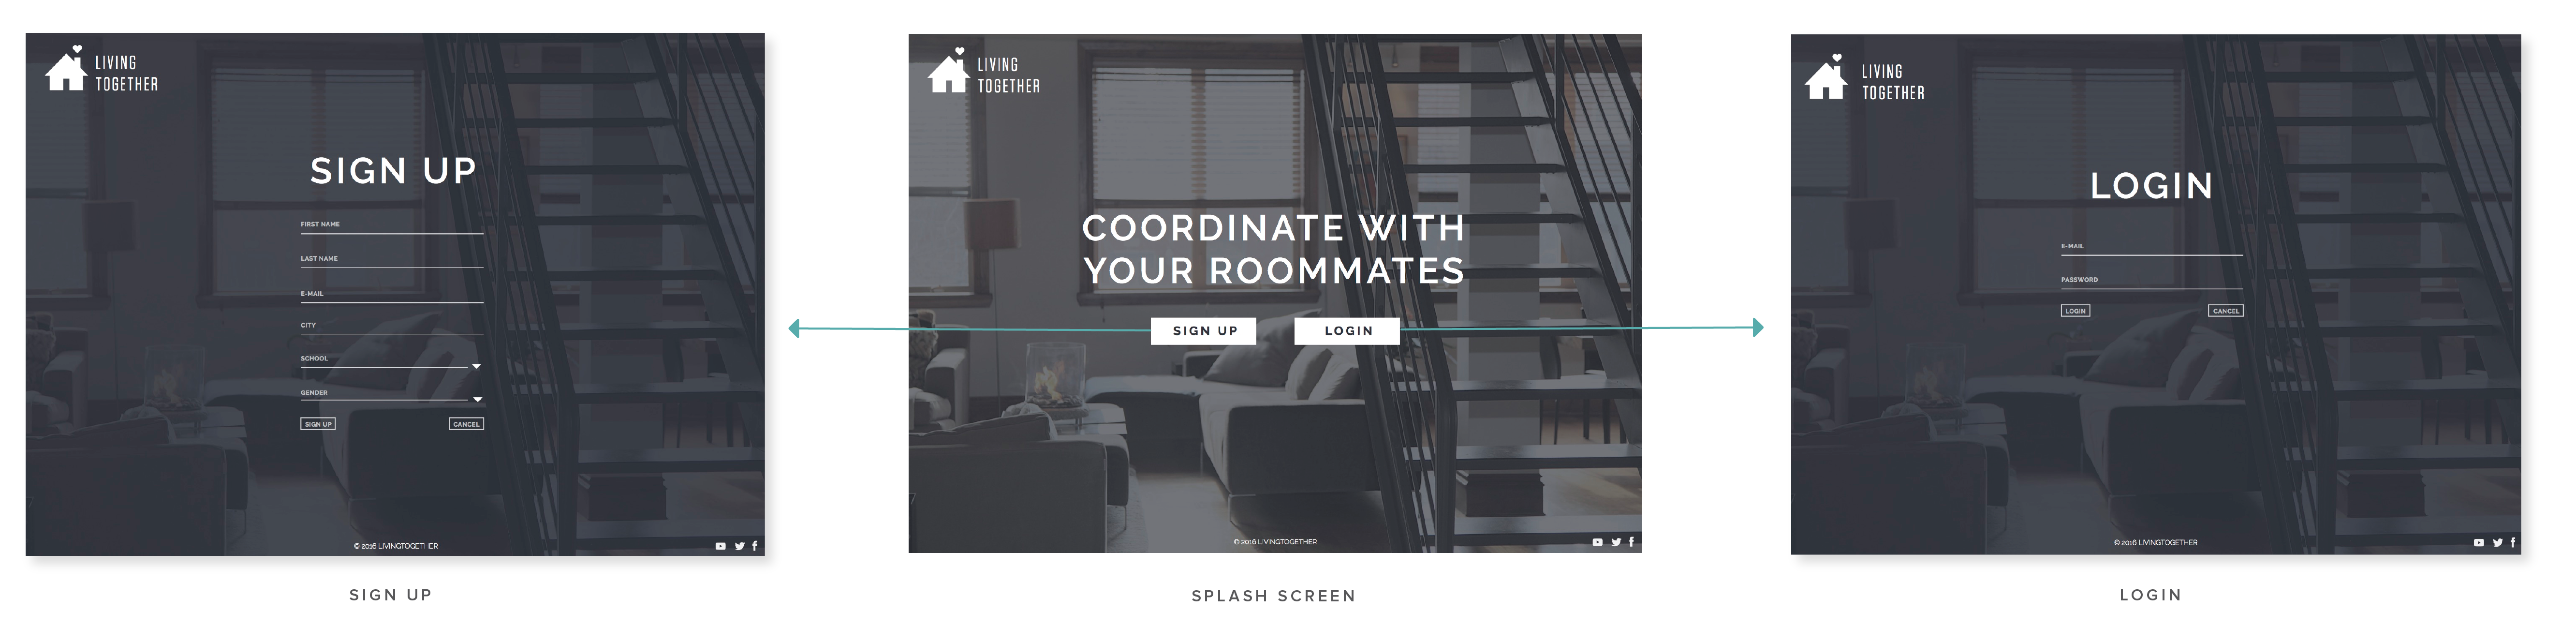 LIVING
TOGETHER
SIGN UP
FIRST NAME
LAST NAME
E-MAIL
CITY
SCHOOL
GENDER
SIGN UP
CANCEL
© 2016 LIVINGTOGETHER
SIGN UP
LIVING
TOGETHER
COORDINATE WITH
YOUR ROOMMATES
SIGN UP
LOGIN
© 2016 LIVINGTOGETHER
SPLASH SCREEN
LIVING
TOGETHER
LOGIN
E-MAIL
PASSWORD
LOGIN
CANCEL
© 2016 LIVINGTOGETHER
LOGIN